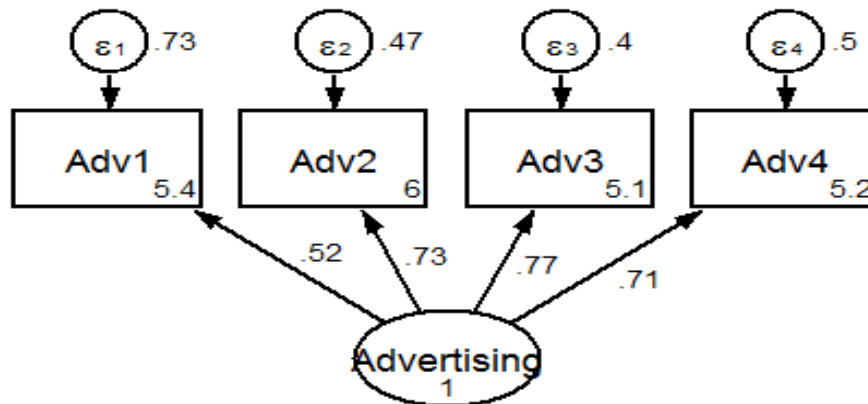 ε1 .73 ε2 .47 ε3 .4 ε4 .5
Adv1 Adv2 Adv3 Adv4
5.4 6 5.1 5.2
.52 .73 .77 .71
Advertising
1